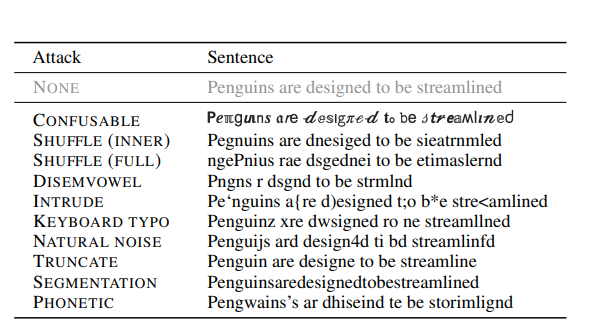 Attack Sentence
NONE Penguins are designed to be streamlined
CONFUSABLE Penguins are designed to be streamlined
SHUFFLE (INNER) Pegnuins are dnesiged to be sieatrnmled
SHUFFLE (FULL) ngePnius rae dsgednei to be etimaslernd
DISEMVOWEL Pngns r dsgnd to be strmlnd
INTRUDE Pe‘nguins a{re d)esigned t;o b*e stre<amlined
KEYBOARD TYPO Penguinz xre dwsigned ro ne streamllned
NATURAL NOISE Penguijs ard design4d ti bd streamlinfd
TRUNCATE Penguin are designe to be streamline
SEGMENTATION Penguinsaredesignedtobestreamlined
PHONETIC Pengwains's ar dhiseind te be storimlignd